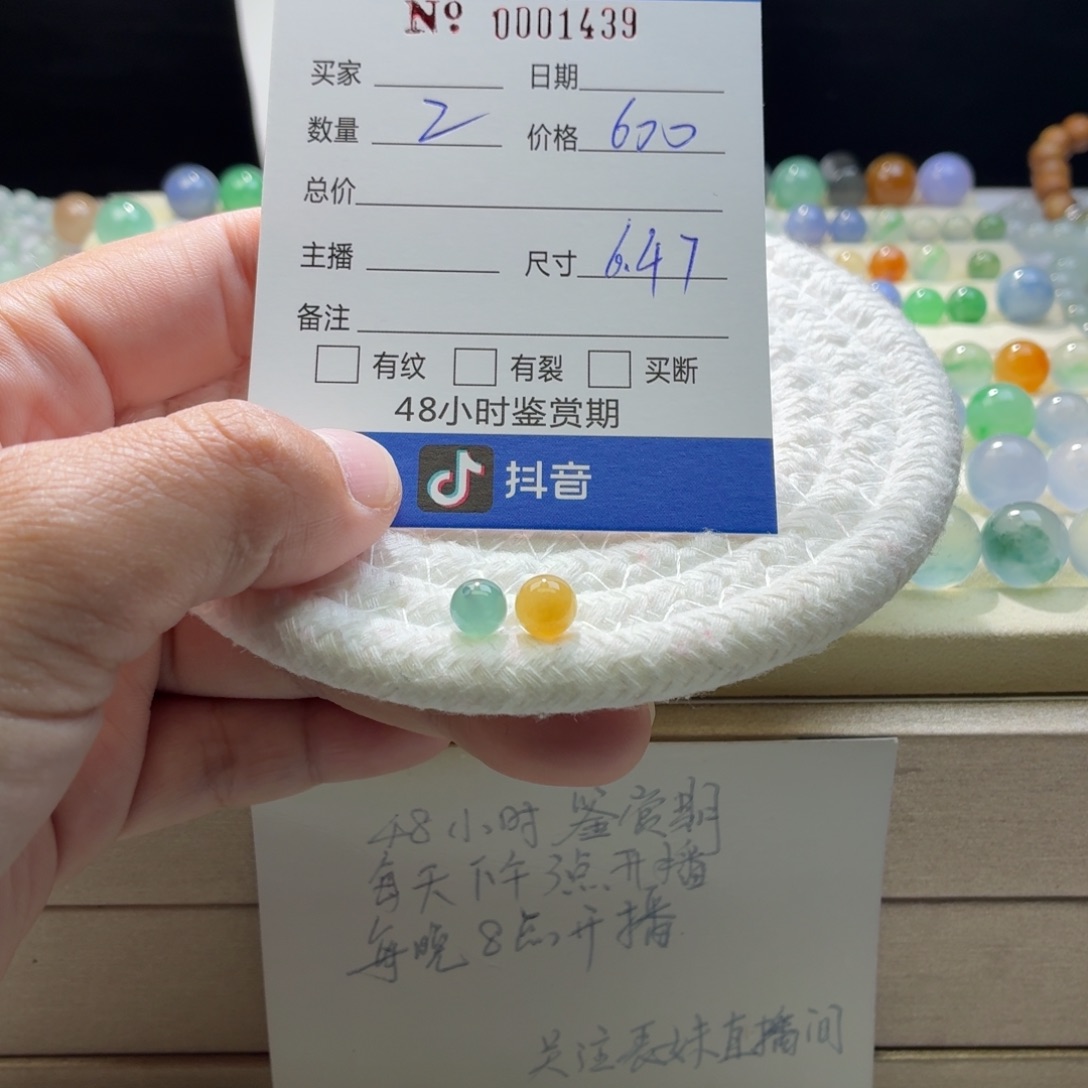 Nº 0001439
买家 日期
数量 2 价格 600
总价
主播 尺寸 6.47
备注
有纹 有裂 买断
48小时鉴赏期
抖音
48小时鉴赏期
每天下午3点开播
每晚8点开播
关注表妹直播间